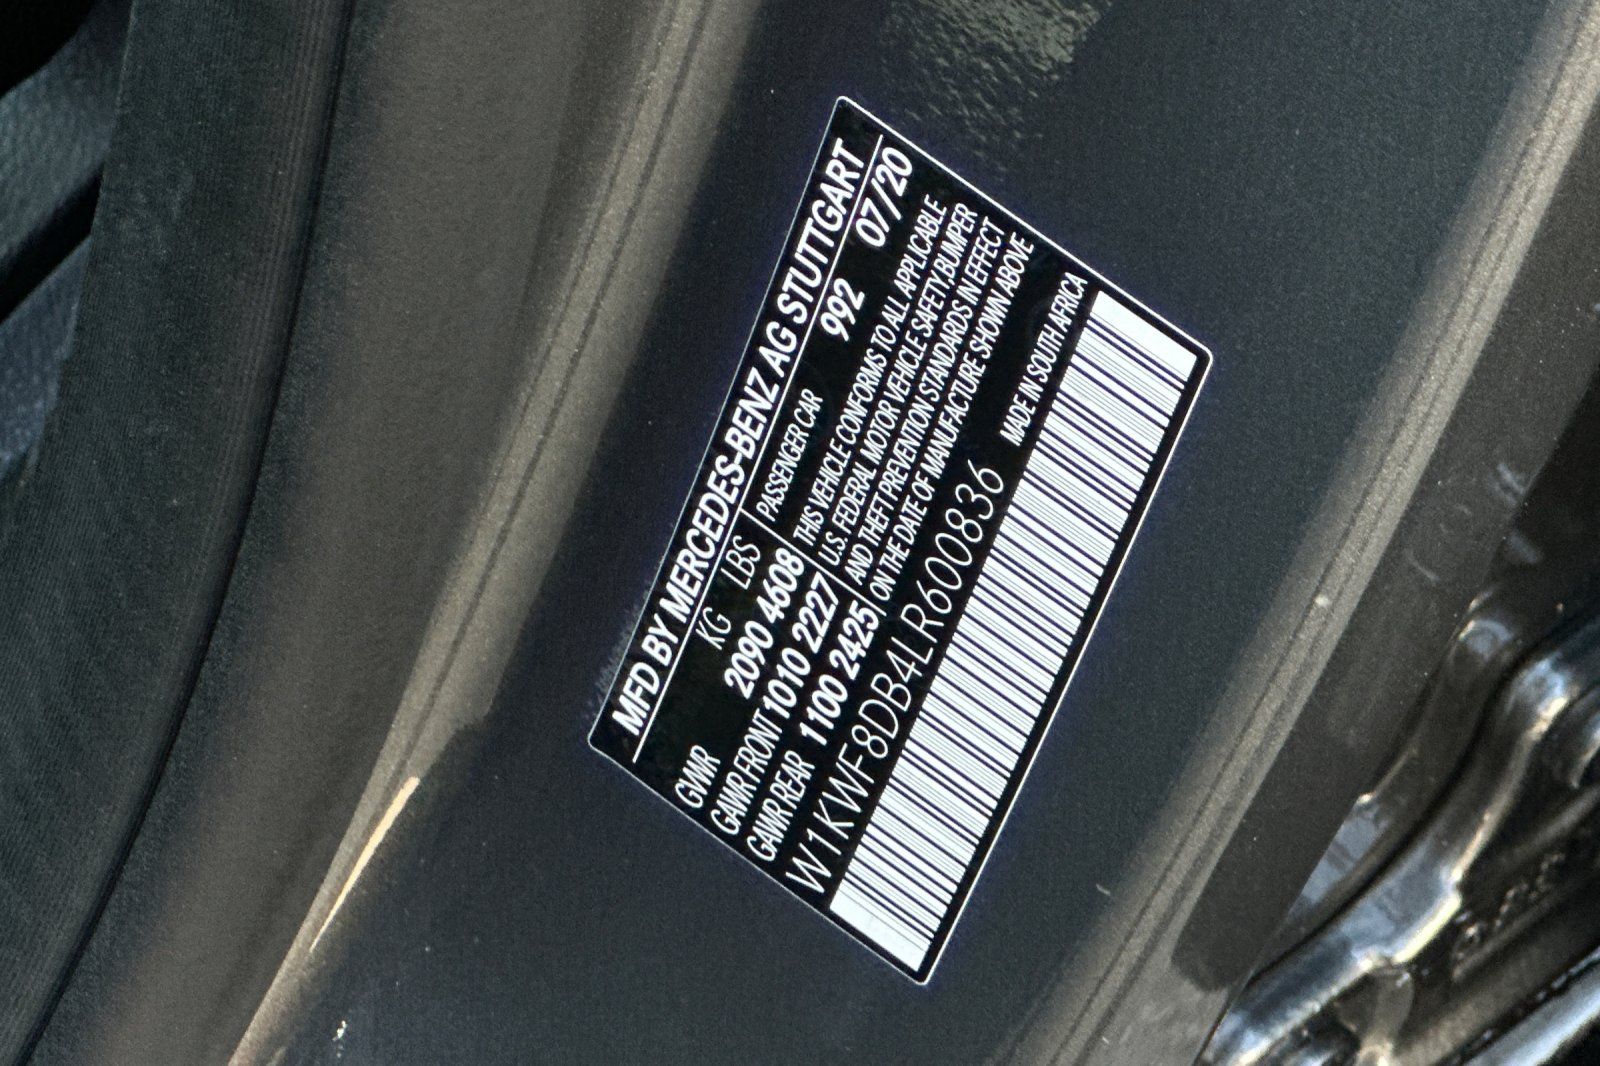 MFD BY MERCEDES-BENZ AG STUTTGART
KG LBS
GVWR 2090 4608
GAWR FRONT 1010 2227
GAWR REAR 1100 2425
PASSENGER CAR 992 07/20
THIS VEHICLE CONFORMS TO ALL APPLICABLE
U.S. FEDERAL MOTOR VEHICLE SAFETY,BUMPER
AND THEFT PREVENTION STANDARDS IN EFFECT
ON THE DATE OF MANUFACTURE SHOWN ABOVE
W1KWF8DB4LR600836
MADE IN SOUTH AFRICA